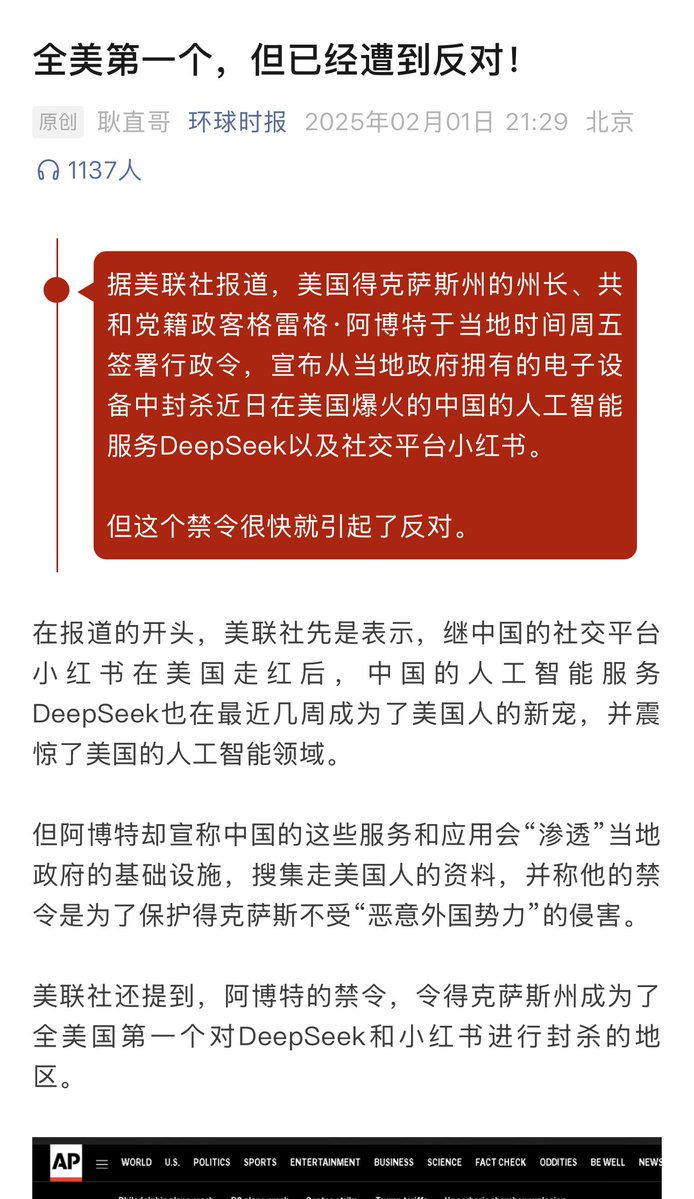 全美第一个，但已经遭到反对！
原创 耿直哥 环球时报 2025年02月01日 21:29 北京
1137人
据美联社报道，美国得克萨斯州的州长、共
和党籍政客格雷格·阿博特于当地时间周五
签署行政令，宣布从当地政府拥有的电子设
备中封杀近日在美国爆火的中国的人工智能
服务DeepSeek以及社交平台小红书。
但这个禁令很快就引起了反对。
在报道的开头，美联社先是表示，继中国的社交平台
小红书在美国走红后，中国的人工智能服务
DeepSeek也在最近几周成为了美国人的新宠，并震
惊了美国的人工智能领域。
但阿博特却宣称中国的这些服务和应用会“渗透”当地
政府的基础设施，搜集走美国人的资料，并称他的禁
令是为了保护得克萨斯不受“恶意外国势力”的侵害。
美联社还提到，阿博特的禁令，令得克萨斯州成为了
全美国第一个对DeepSeek和小红书进行封杀的地
区。
AP WORLD U.S. POLITICS SPORTS ENTERTAINMENT BUSINESS SCIENCE FACT CHECK ODDITIES BE WELL NEWS